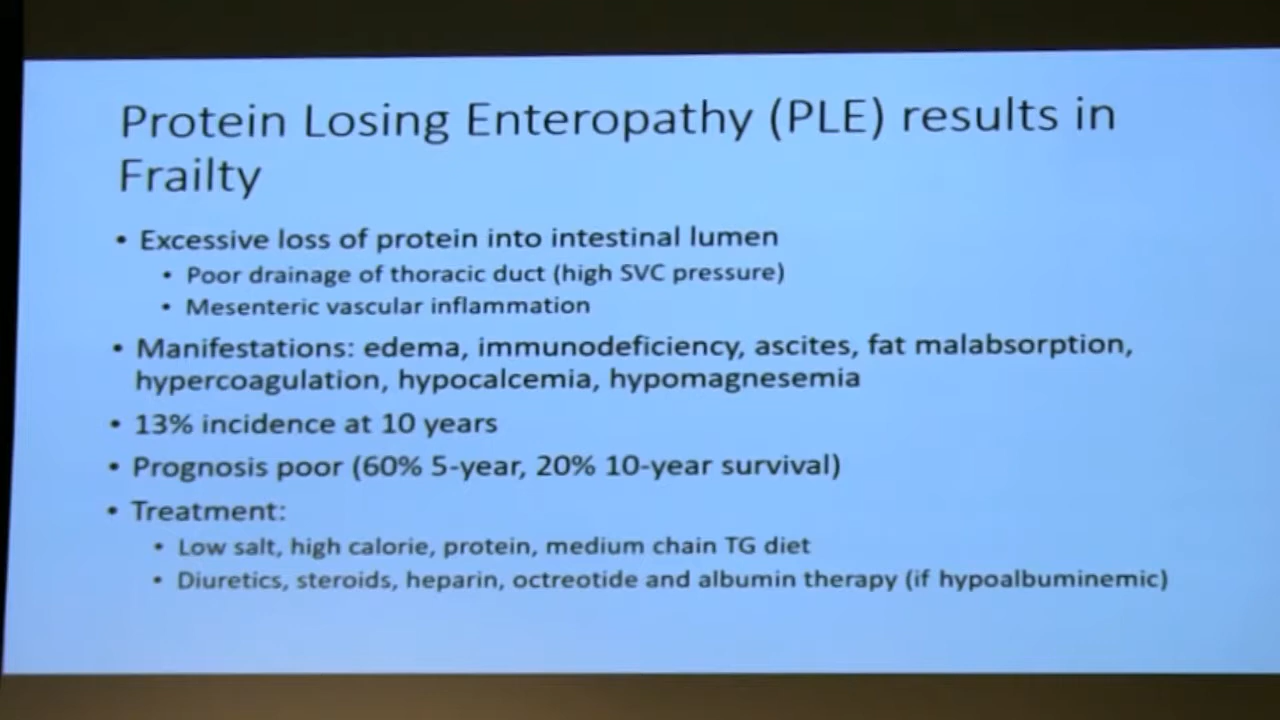 Protein Losing Enteropathy (PLE) results in
Frailty
• Excessive loss of protein into intestinal lumen
• Poor drainage of thoracic duct (high SVC pressure)
• Mesenteric vascular inflammation
• Manifestations: edema, immunodeficiency, ascites, fat malabsorption,
hypercoagulation, hypocalcemia, hypomagnesemia
• 13% incidence at 10 years
• Prognosis poor (60% 5-year, 20% 10-year survival)
• Treatment:
• Low salt, high calorie, protein, medium chain TG diet
• Diuretics, steroids, heparin, octreotide and albumin therapy (if hypoalbuminemic)